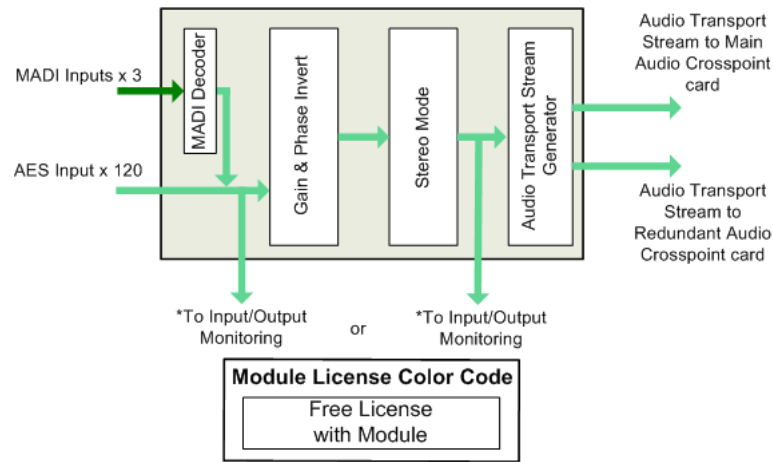 MADI Inputs x 3
AES Input x 120
MADI Decoder
Gain & Phase Invert
Stereo Mode
Audio Transport Stream
Generator
Audio Transport
Stream to Main
Audio Crosspoint
card
Audio Transport
Stream to
Redundant Audio
Crosspoint card
*To Input/Output
Monitoring
or
*To Input/Output
Monitoring
Module License Color Code
Free License
with Module